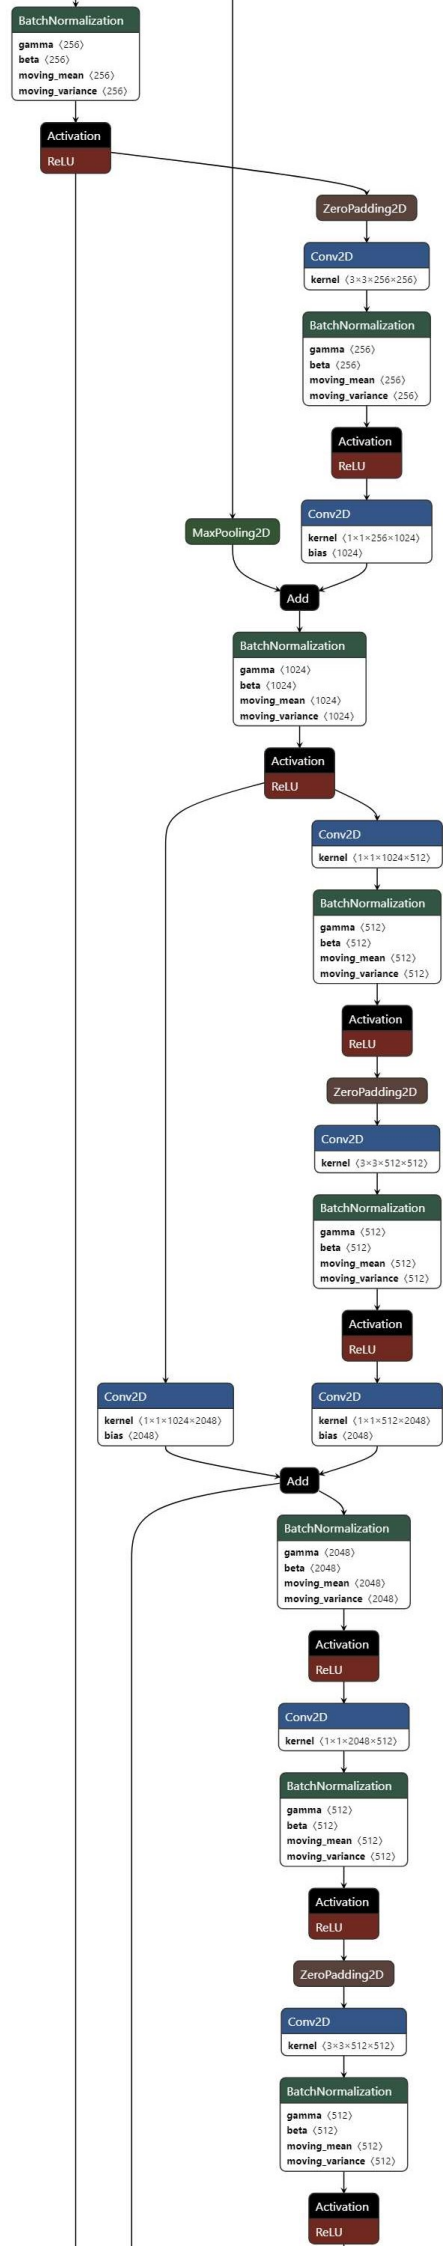 BatchNormalization
gamma ⟨256⟩
beta ⟨256⟩
moving_mean ⟨256⟩
moving_variance ⟨256⟩
Activation
ReLU
ZeroPadding2D
Conv2D
kernel ⟨3×3×256×256⟩
BatchNormalization
gamma ⟨256⟩
beta ⟨256⟩
moving_mean ⟨256⟩
moving_variance ⟨256⟩
Activation
ReLU
MaxPooling2D
Conv2D
kernel ⟨1×1×256×1024⟩
bias ⟨1024⟩
Add
BatchNormalization
gamma ⟨1024⟩
beta ⟨1024⟩
moving_mean ⟨1024⟩
moving_variance ⟨1024⟩
Activation
ReLU
Conv2D
kernel ⟨1×1×1024×512⟩
BatchNormalization
gamma ⟨512⟩
beta ⟨512⟩
moving_mean ⟨512⟩
moving_variance ⟨512⟩
Activation
ReLU
ZeroPadding2D
Conv2D
kernel ⟨3×3×512×512⟩
BatchNormalization
gamma ⟨512⟩
beta ⟨512⟩
moving_mean ⟨512⟩
moving_variance ⟨512⟩
Activation
ReLU
Conv2D
kernel ⟨1×1×1024×2048⟩
bias ⟨2048⟩
Conv2D
kernel ⟨1×1×512×2048⟩
bias ⟨2048⟩
Add
BatchNormalization
gamma ⟨2048⟩
beta ⟨2048⟩
moving_mean ⟨2048⟩
moving_variance ⟨2048⟩
Activation
ReLU
Conv2D
kernel ⟨1×1×2048×512⟩
BatchNormalization
gamma ⟨512⟩
beta ⟨512⟩
moving_mean ⟨512⟩
moving_variance ⟨512⟩
Activation
ReLU
ZeroPadding2D
Conv2D
kernel ⟨3×3×512×512⟩
BatchNormalization
gamma ⟨512⟩
beta ⟨512⟩
moving_mean ⟨512⟩
moving_variance ⟨512⟩
Activation
ReLU